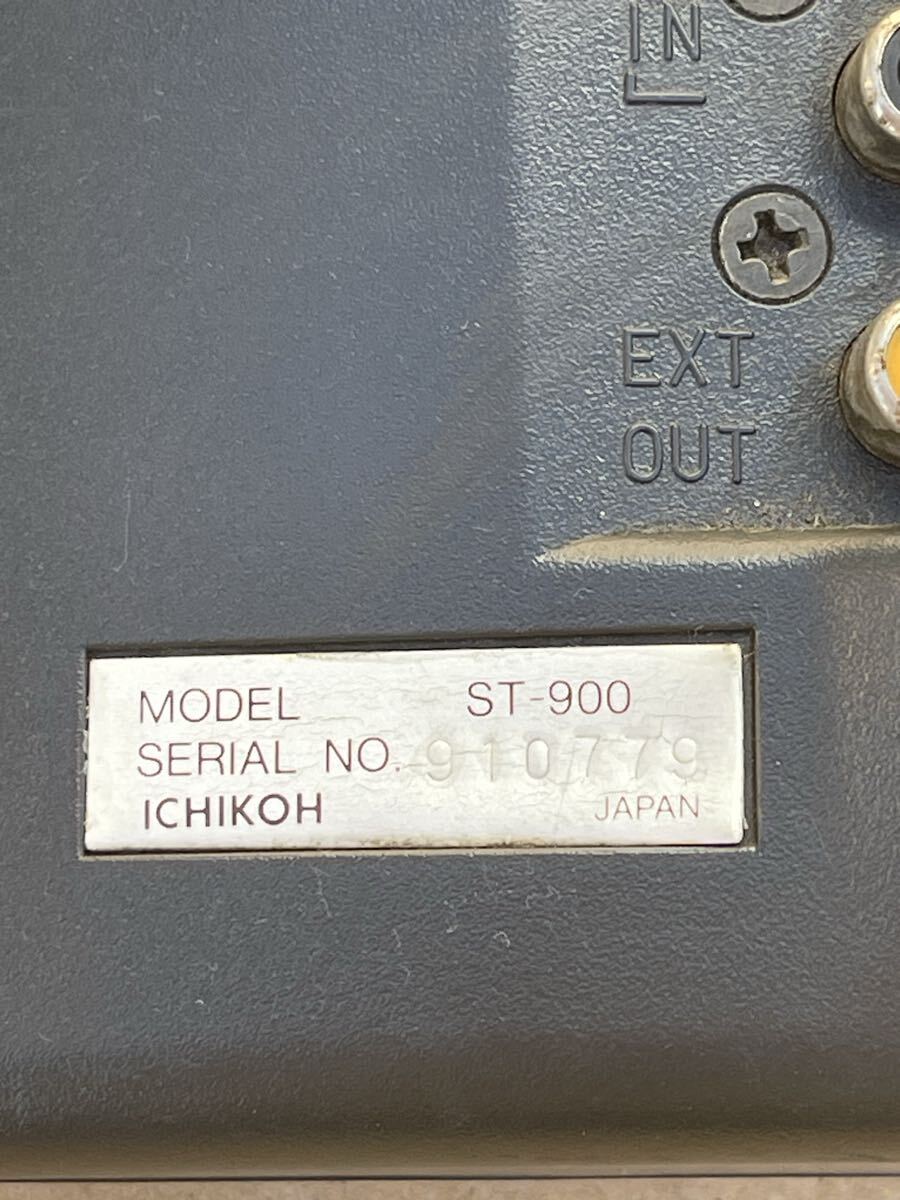 IN
EXT
OUT
MODEL ST-900
SERIAL NO. 910779
ICHIKOH JAPAN